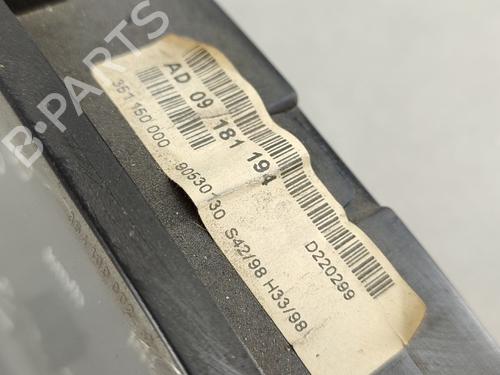 AD 09 181 194
351 150 000
90530130 S42/98 H33/98
D220299
B-Parts